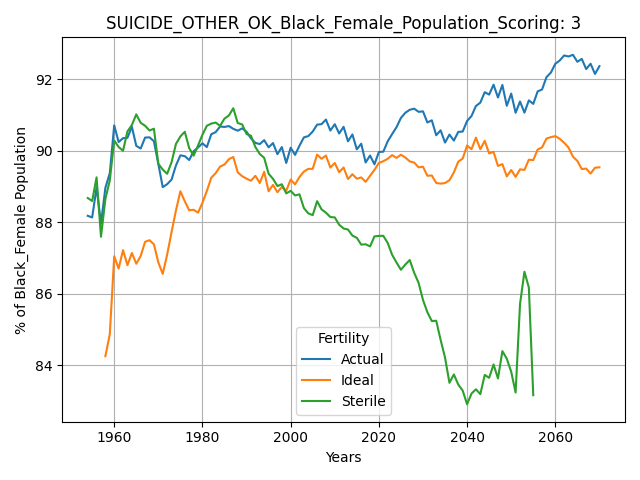 SUICIDE_OTHER_OK_Black_Female_Population_Scoring: 3
% of Black_Female Population
92
90
88
86
84
Fertility
Actual
Ideal
Sterile
1960
1980
2000
2020
2040
2060
Years